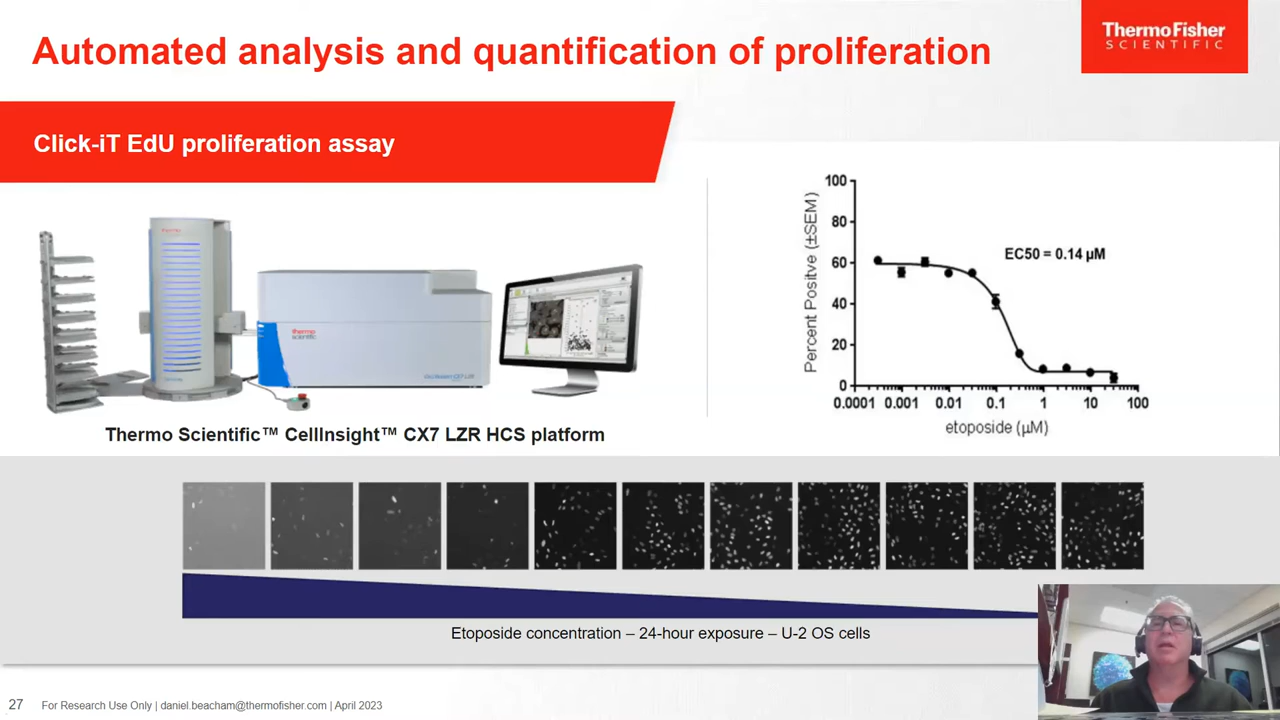 Automated analysis and quantification of proliferation
ThermoFisher
SCIENTIFIC
Click-iT EdU proliferation assay
thermo
scientific
Thermo Scientific™ CellInsight™ CX7 LZR HCS platform
Percent Positve (±SEM)
100
80
60
40
20
0
EC50 = 0.14 µM
0.0001 0.001 0.01 0.1 1 10 100
etoposide (µM)
Etoposide concentration – 24-hour exposure – U-2 OS cells
27 For Research Use Only | daniel.beacham@thermofisher.com | April 2023